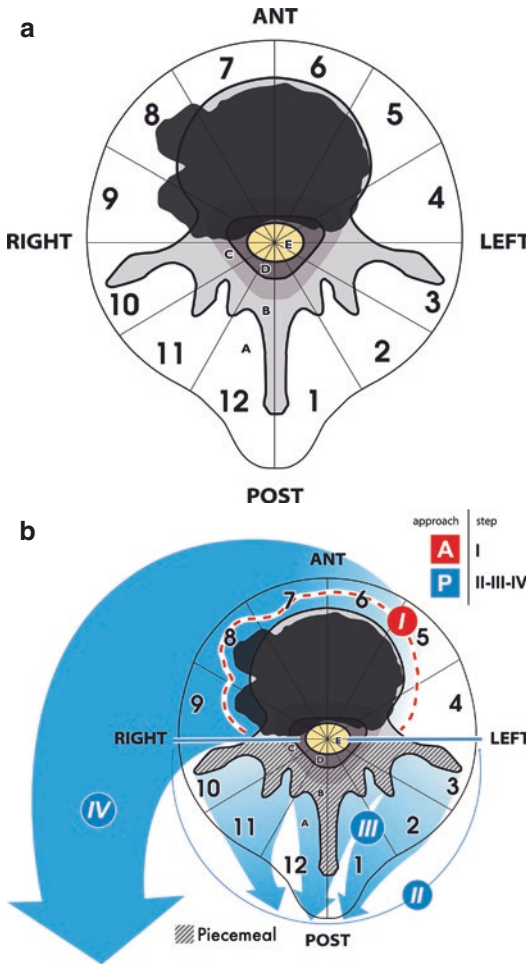 a
ANT
7 6
8 5
9 4
RIGHT LEFT
E
C
D
10 3
B
11 2
A
12 1
POST
b
approach step
A I
P II-III-IV
ANT
7 6
I
8 5
9 4
RIGHT LEFT
E
C
D
10 3
B
IV
11 A III 2
12 1
II
Piecemeal
POST